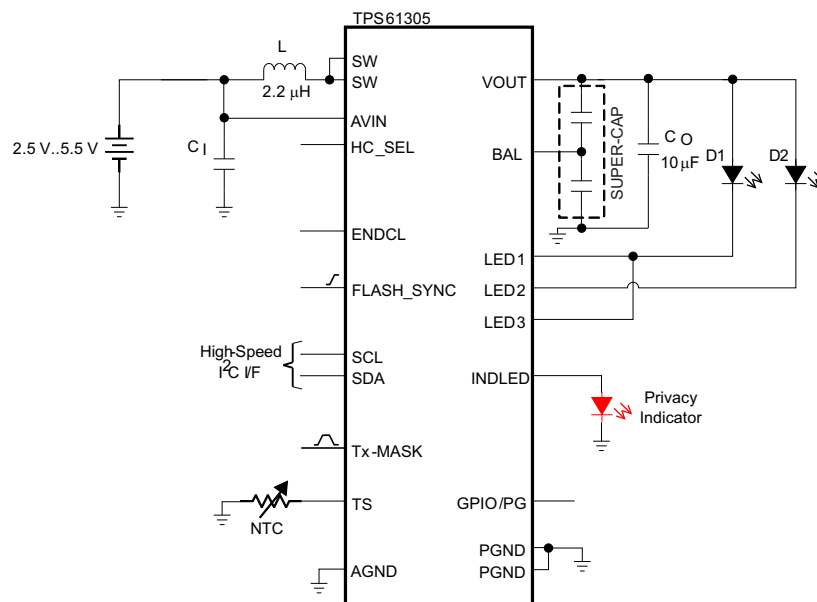 TPS61305
L
2.2 µH
SW
SW
AVIN
HC_SEL
2.5 V..5.5 V
C I
ENDCL
FLASH_SYNC
High-Speed
I2C I/F
SCL
SDA
Tx-MASK
TS
NTC
AGND
VOUT
BAL
SUPER-CAP
C O
10 µF
D1
D2
LED1
LED2
LED3
INDLED
Privacy
Indicator
GPIO/PG
PGND
PGND